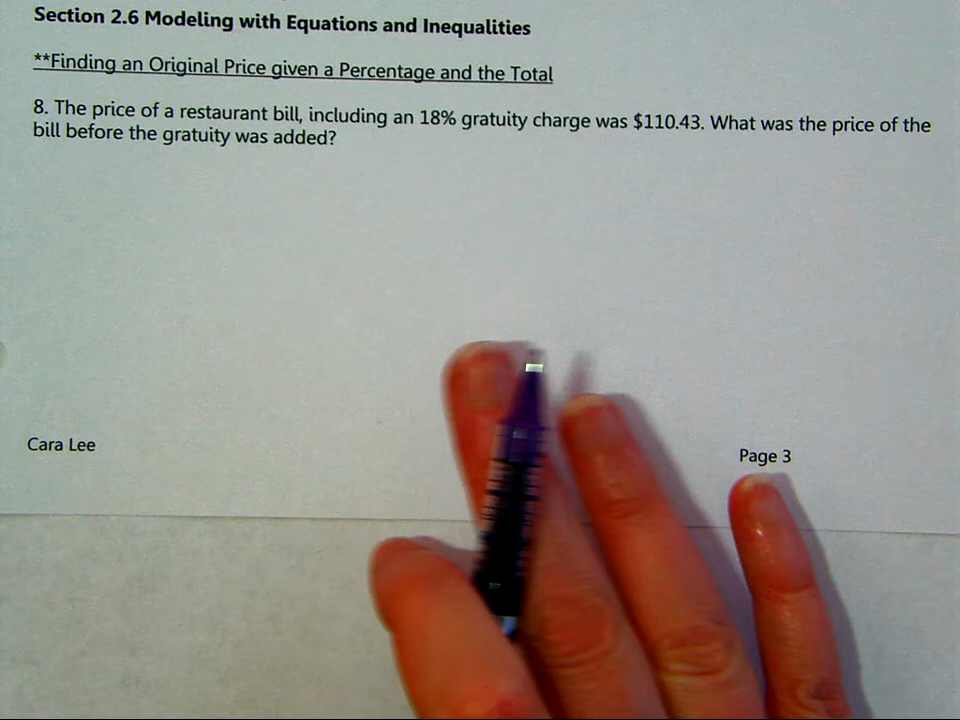 Section 2.6 Modeling with Equations and Inequalities
**Finding an Original Price given a Percentage and the Total
8. The price of a restaurant bill, including an 18% gratuity charge was $110.43. What was the price of the
bill before the gratuity was added?
Cara Lee
Page 3